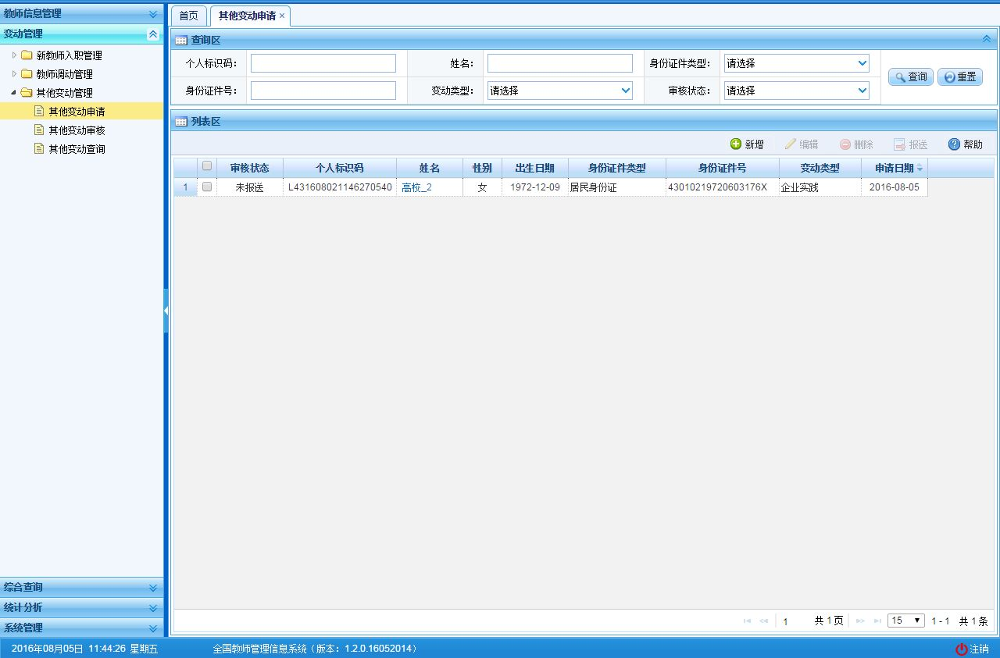 教师信息管理
变动管理
新教师入职管理
教师调动管理
其他变动管理
其他变动申请
其他变动审核
其他变动查询
综合查询
统计分析
系统管理
首页 其他变动申请 ×
查询区
个人标识码： 姓名： 身份证件类型： 请选择
身份证件号： 变动类型： 请选择 审核状态： 请选择
查询 重置
列表区
新增 编辑 删除 报送 帮助
审核状态 个人标识码 姓名 性别 出生日期 身份证件类型 身份证件号 变动类型 申请日期
1 未报送 L431608021146270540 高校_2 女 1972-12-09 居民身份证 43010219720603176X 企业实践 2016-08-05
1 共 1 页 15 1 - 1 共 1 条
2016年08月05日 11:44:26 星期五 全国教师管理信息系统（版本：1.2.0.16052014） 注销